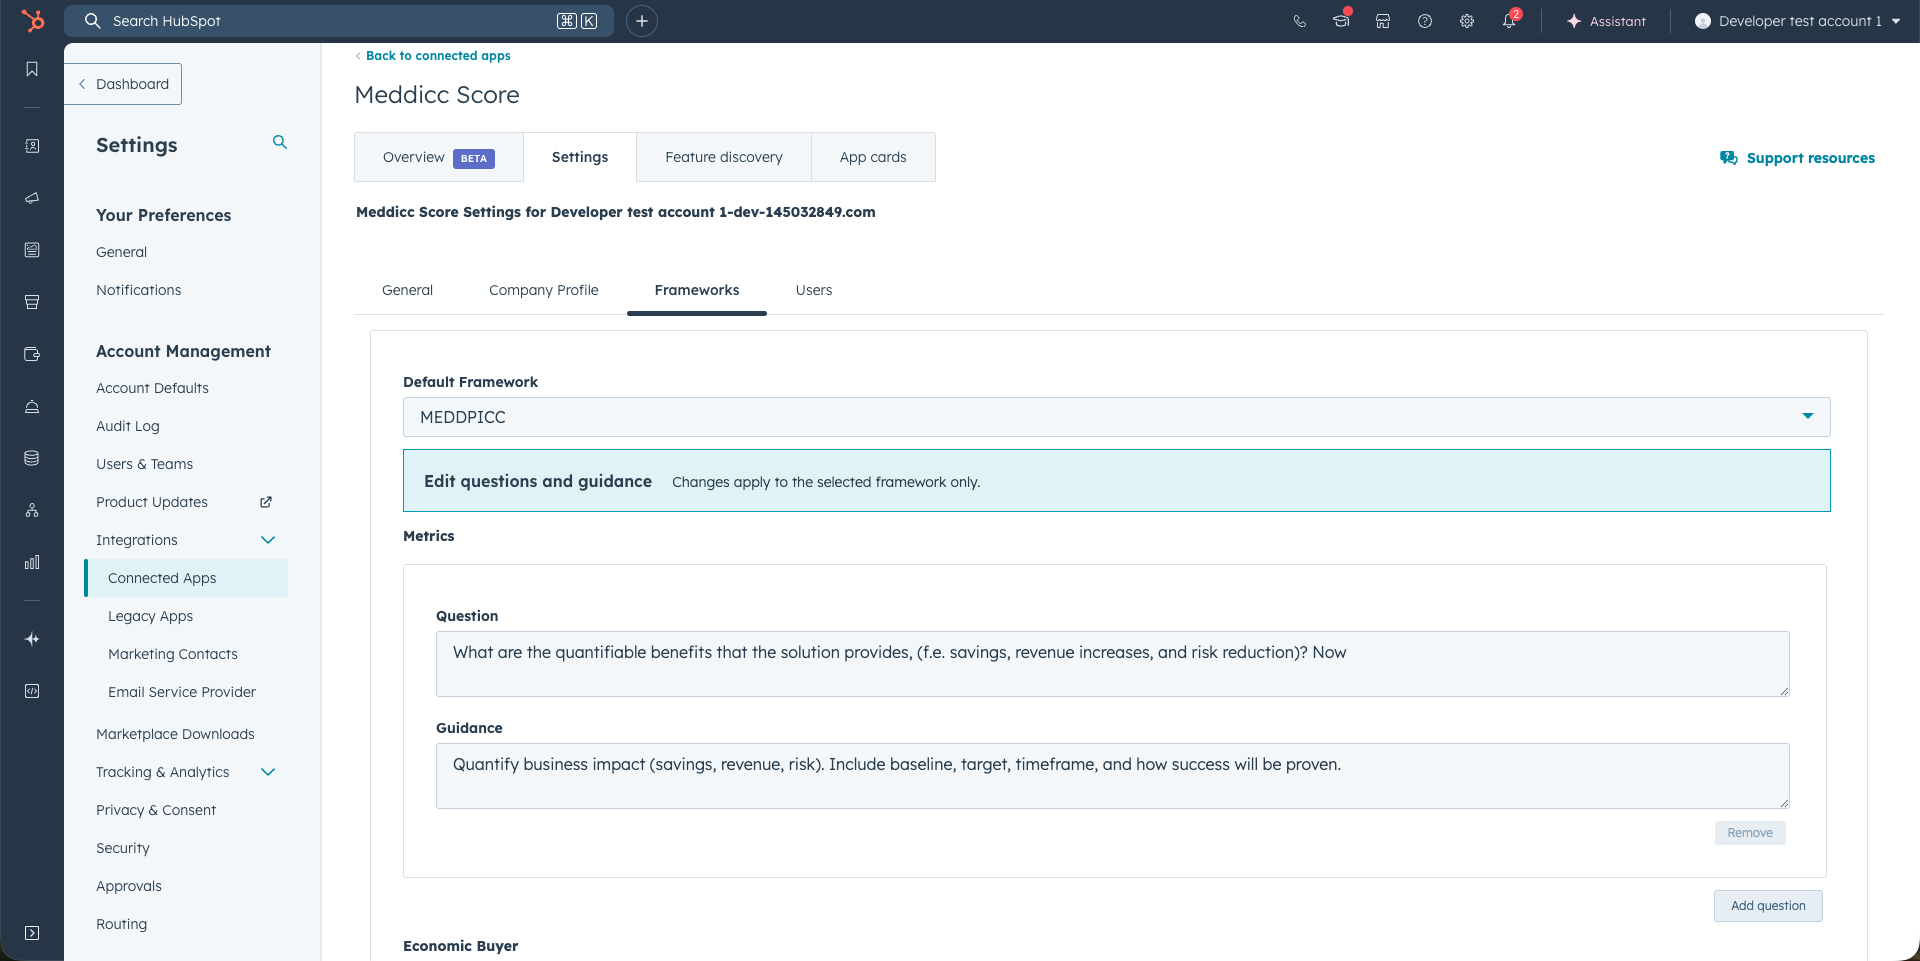 Search HubSpot
⌘ K
2
Assistant
Developer test account 1
Dashboard
Settings
Your Preferences
General
Notifications
Account Management
Account Defaults
Audit Log
Users & Teams
Product Updates
Integrations
Connected Apps
Legacy Apps
Marketing Contacts
Email Service Provider
Marketplace Downloads
Tracking & Analytics
Privacy & Consent
Security
Approvals
Routing
Back to connected apps
Meddicc Score
Overview BETA
Settings
Feature discovery
App cards
Support resources
Meddicc Score Settings for Developer test account 1-dev-145032849.com
General
Company Profile
Frameworks
Users
Default Framework
MEDDPICC
Edit questions and guidance Changes apply to the selected framework only.
Metrics
Question
What are the quantifiable benefits that the solution provides, (f.e. savings, revenue increases, and risk reduction)? Now
Guidance
Quantify business impact (savings, revenue, risk). Include baseline, target, timeframe, and how success will be proven.
Remove
Add question
Economic Buyer